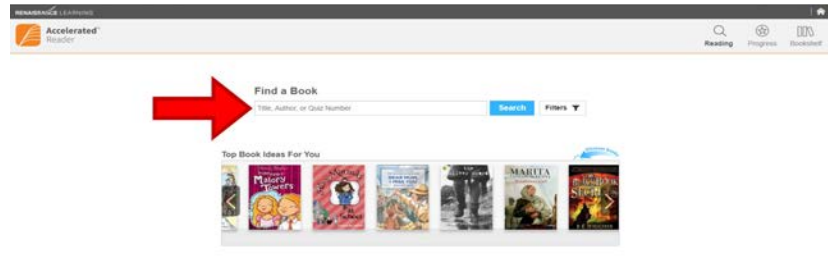 RENAISSANCE LEARNING
Accelerated
Reader
Reading
Progress
Bookshelf
Find a Book
Title, Author, or Quiz Number
Search
Filters
Top Book Ideas For You
Malory
Towers
MARITA